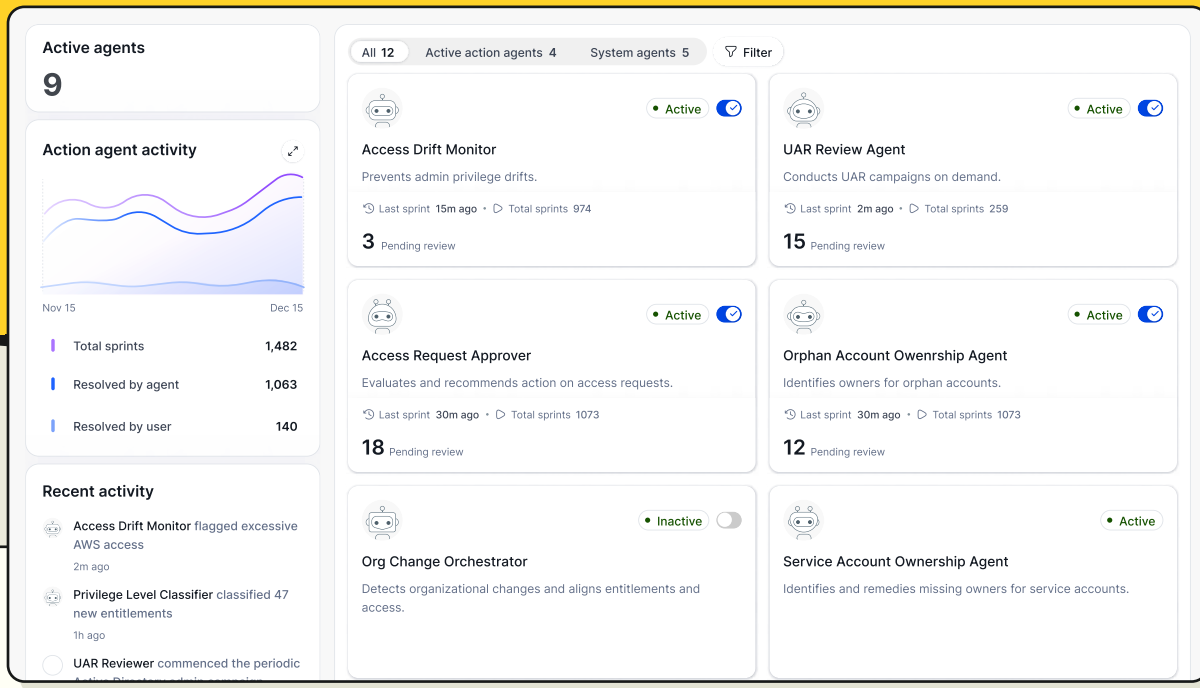 Active agents
9
Action agent activity
Nov 15 Dec 15
Total sprints 1,482
Resolved by agent 1,063
Resolved by user 140
Recent activity
Access Drift Monitor flagged excessive
AWS access
2m ago
Privilege Level Classifier classified 47
new entitlements
1h ago
UAR Reviewer commenced the periodic
Active Directory admin campaign
All 12 Active action agents 4 System agents 5 Filter
Active
Access Drift Monitor
Prevents admin privilege drifts.
Last sprint 15m ago • Total sprints 974
3 Pending review
Active
UAR Review Agent
Conducts UAR campaigns on demand.
Last sprint 2m ago • Total sprints 259
15 Pending review
Active
Access Request Approver
Evaluates and recommends action on access requests.
Last sprint 30m ago • Total sprints 1073
18 Pending review
Active
Orphan Account Owenrship Agent
Identifies owners for orphan accounts.
Last sprint 30m ago • Total sprints 1073
12 Pending review
Inactive
Org Change Orchestrator
Detects organizational changes and aligns entitlements and
access.
Active
Service Account Ownership Agent
Identifies and remedies missing owners for service accounts.